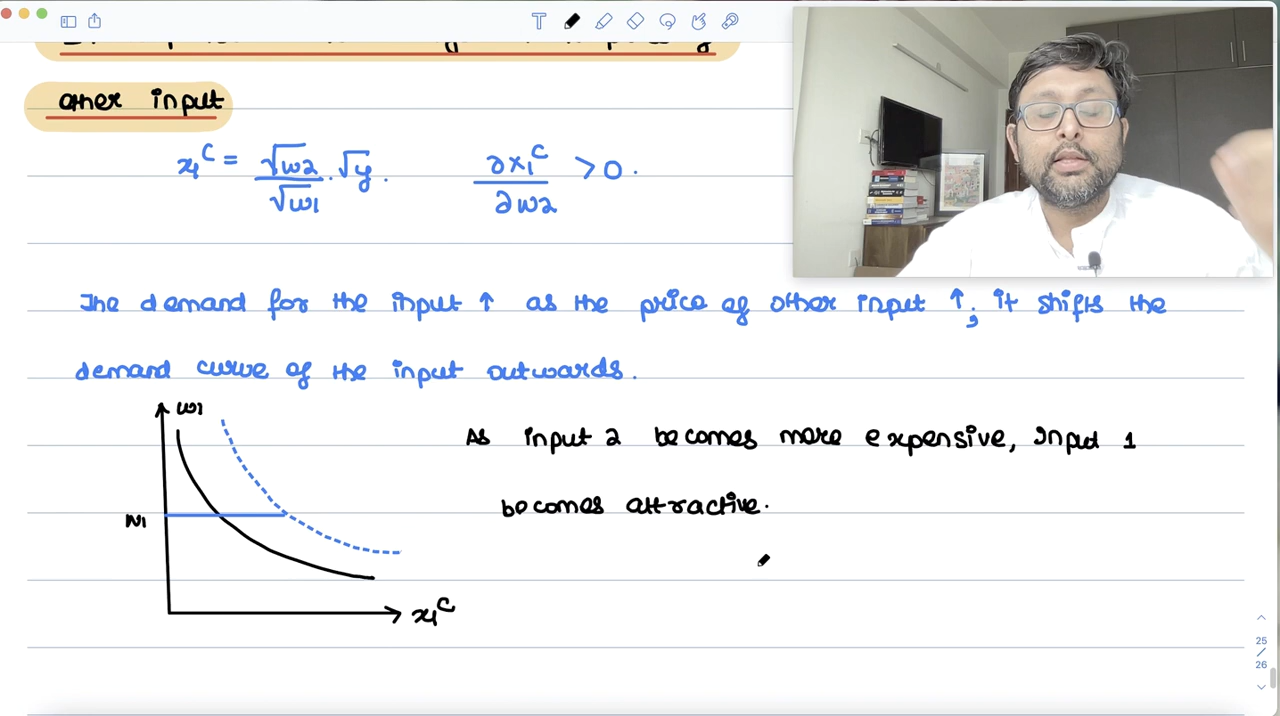 other input
x₁ᶜ = √w2/√w1 . √y . ∂x₁ᶜ/∂w2 > 0 .
The demand for the input ↑ as the price of other input ↑, it shifts the
demand curve of the input outwards.
w1
As input 2 becomes more expensive, Input 1
becomes attractive.
w1
x₁ᶜ
25
/
26